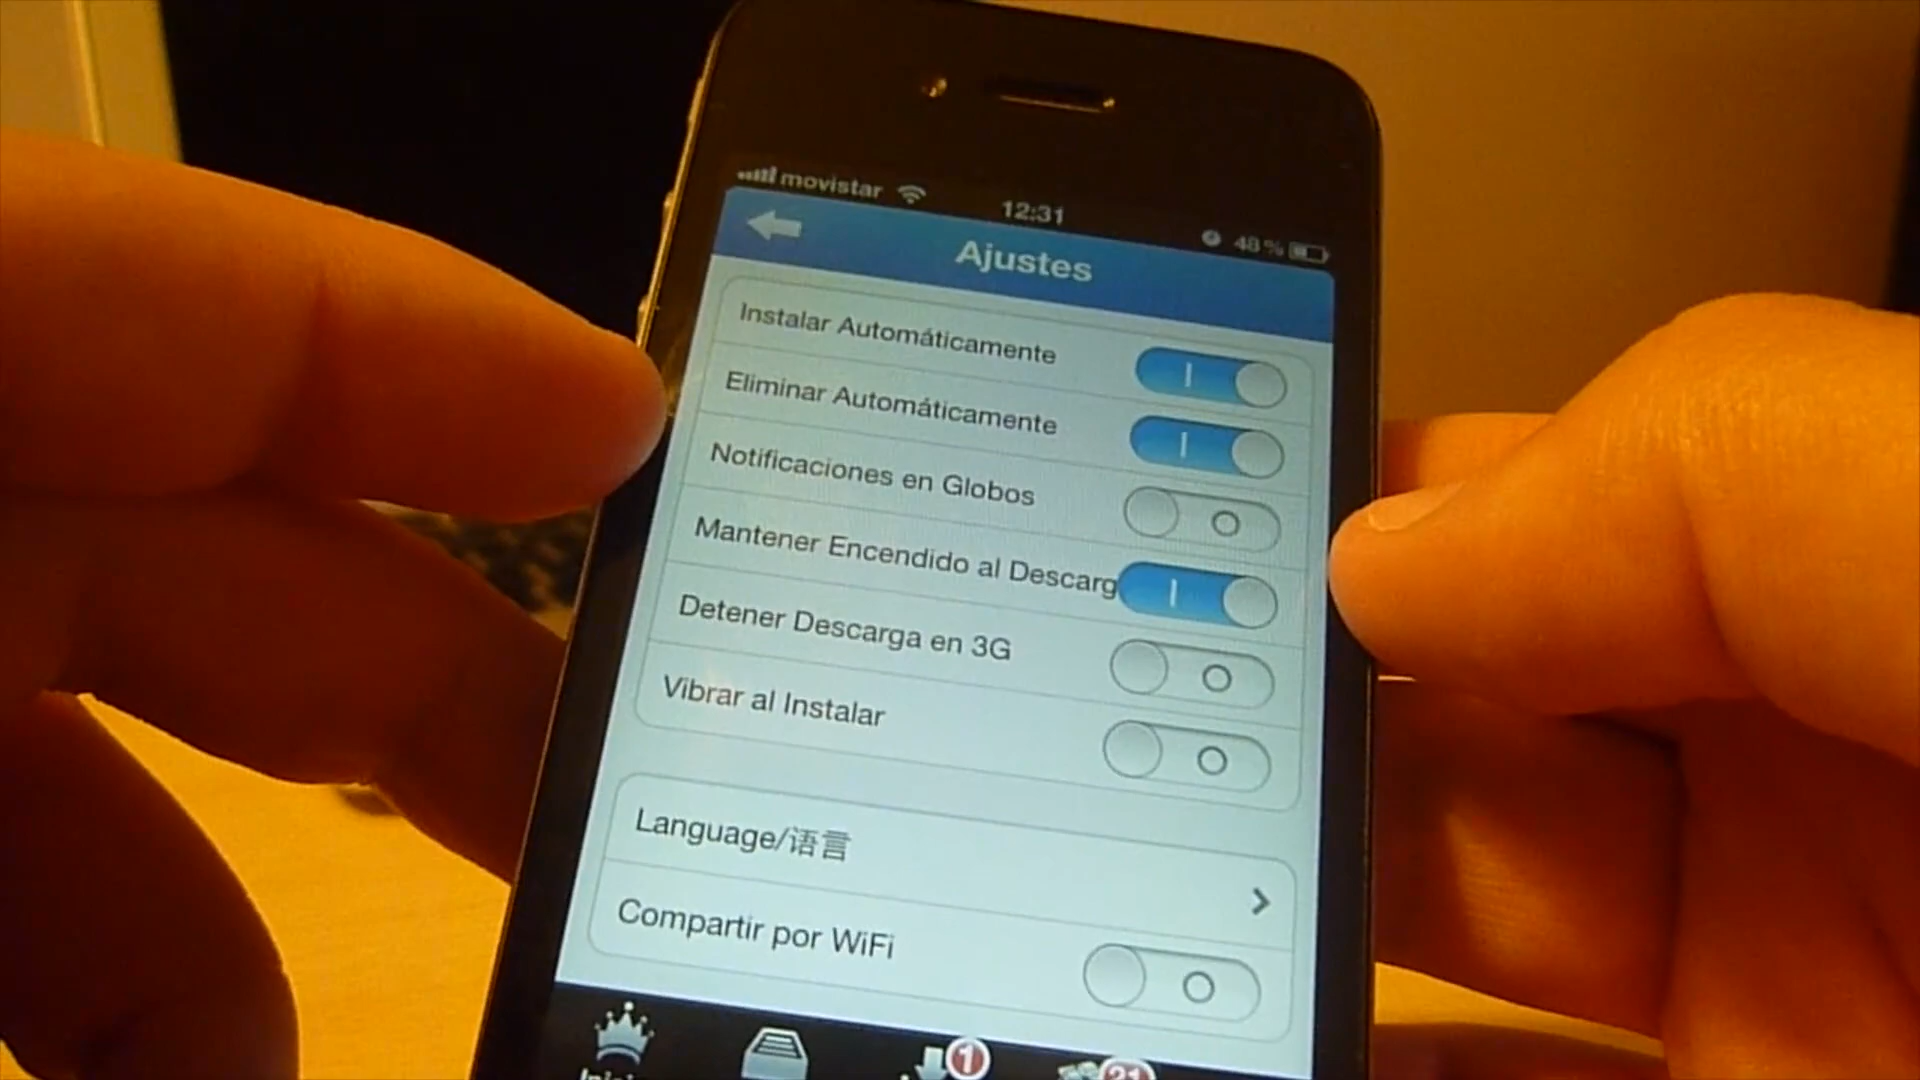 movistar 12:31 48 %
Ajustes
Instalar Automáticamente
Eliminar Automáticamente
Notificaciones en Globos
Mantener Encendido al Descarg
Detener Descarga en 3G
Vibrar al Instalar
Language/语言
Compartir por WiFi
1 21